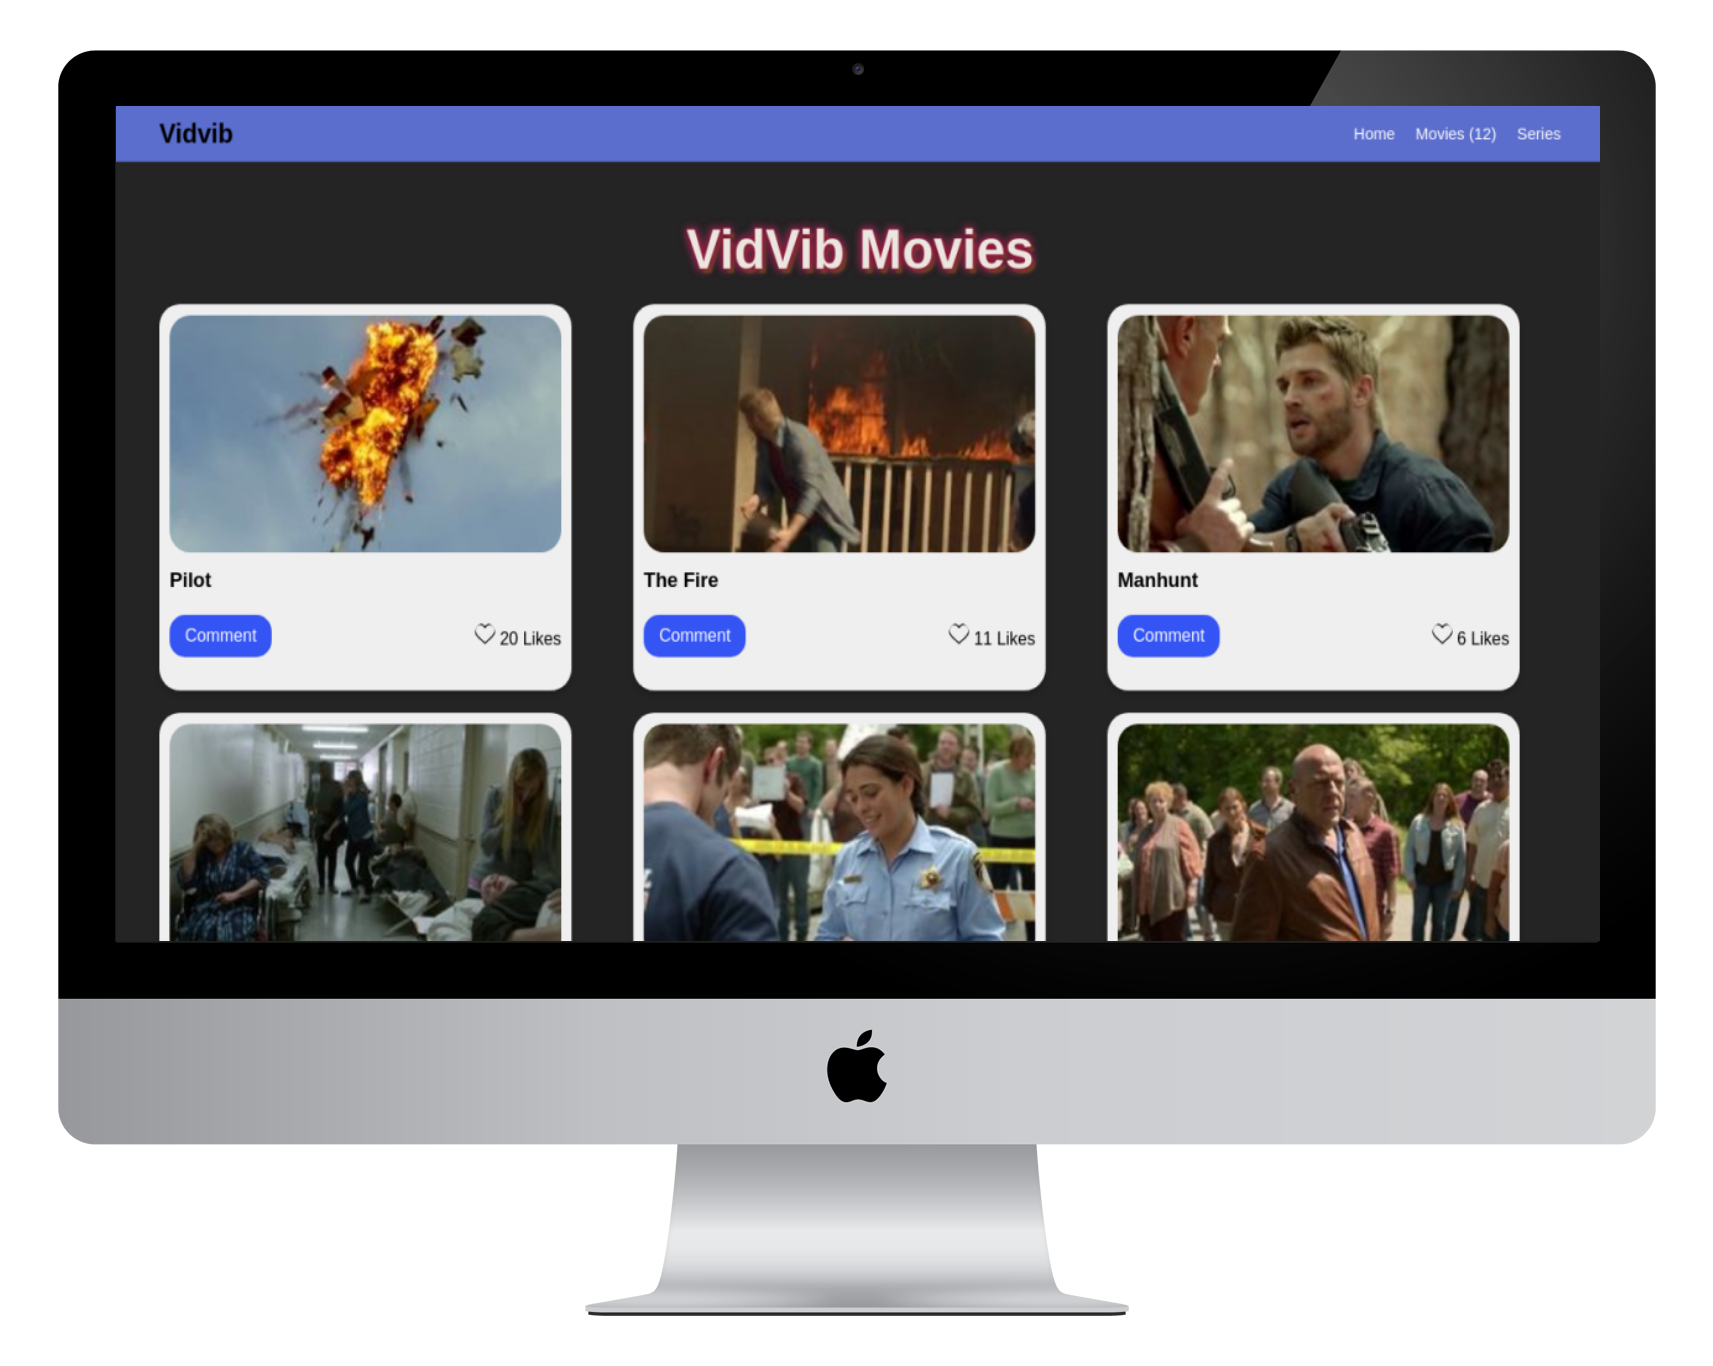 Vidvib
Home Movies (12) Series
VidVib Movies
Pilot
Comment 20 Likes
The Fire
Comment 11 Likes
Manhunt
Comment 6 Likes